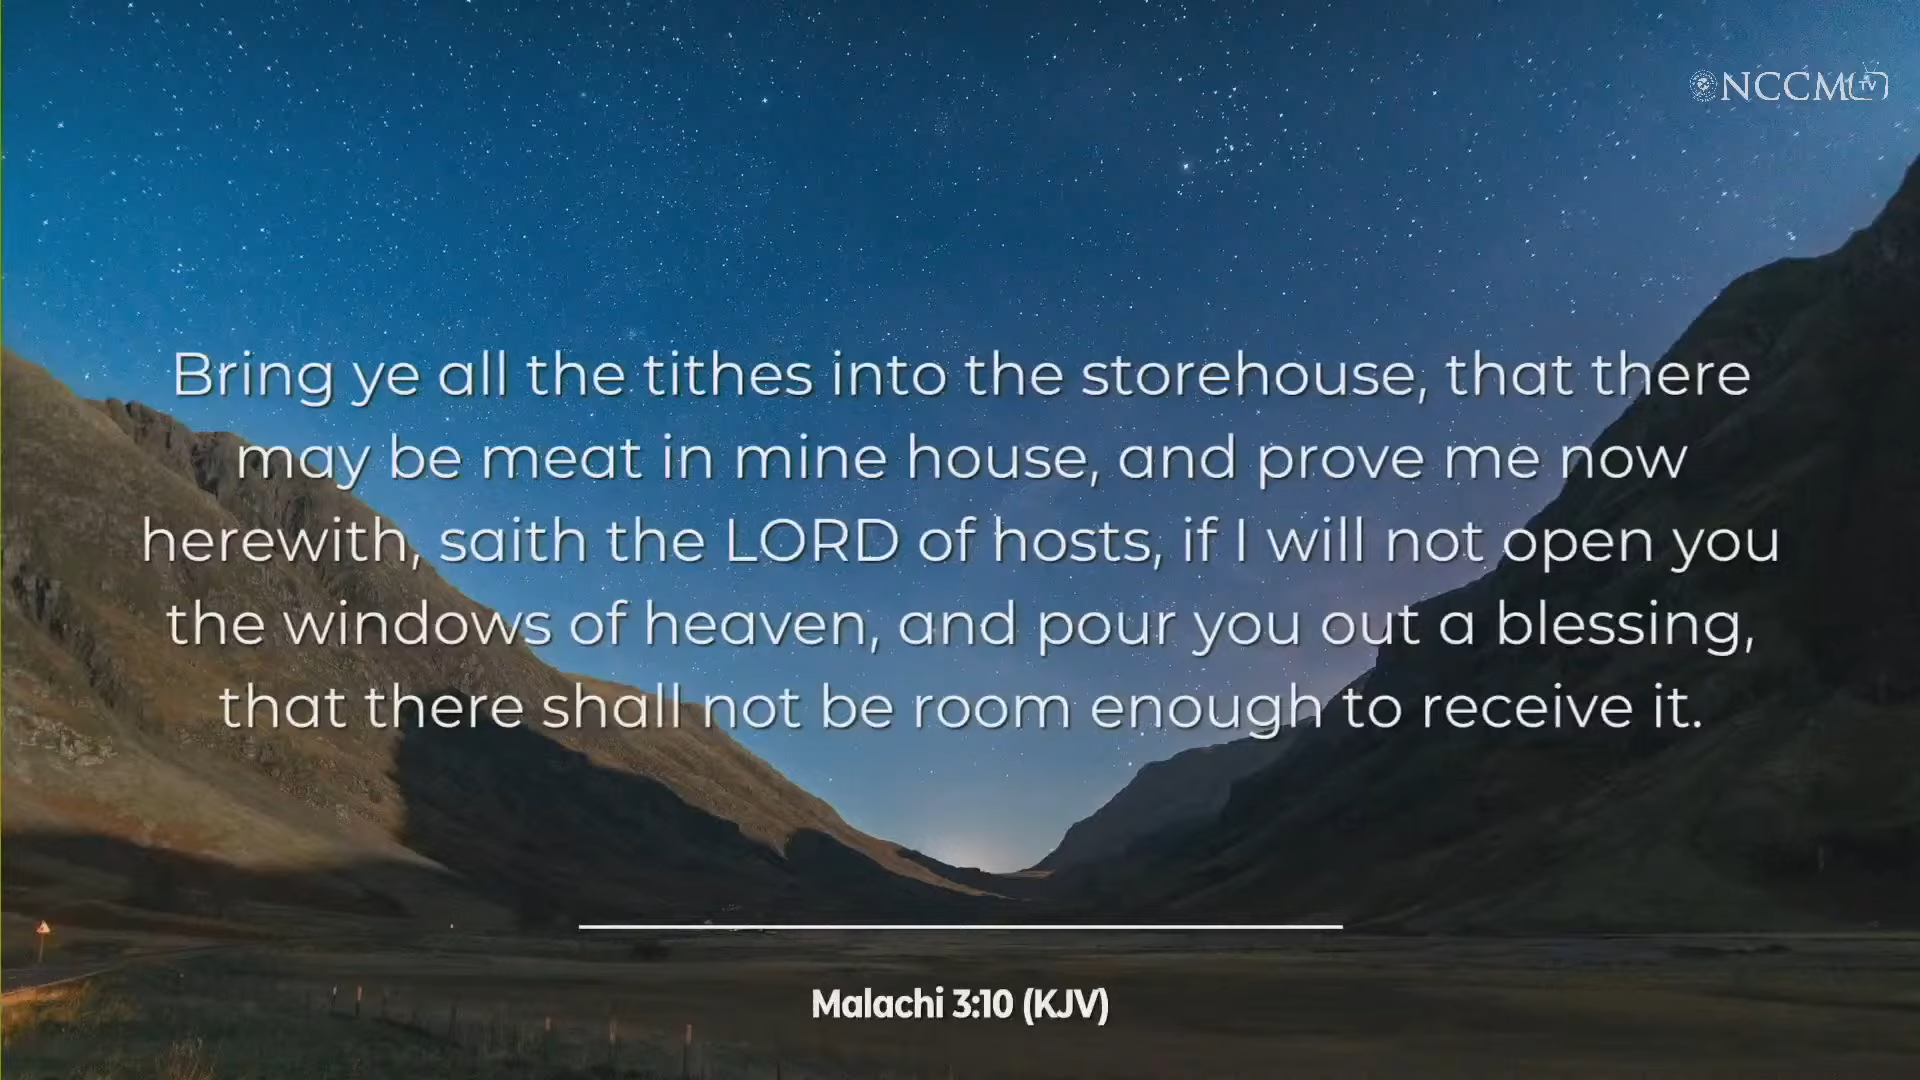 NCCM TV
Bring ye all the tithes into the storehouse, that there
may be meat in mine house, and prove me now
herewith, saith the LORD of hosts, if I will not open you
the windows of heaven, and pour you out a blessing,
that there shall not be room enough to receive it.
Malachi 3:10 (KJV)